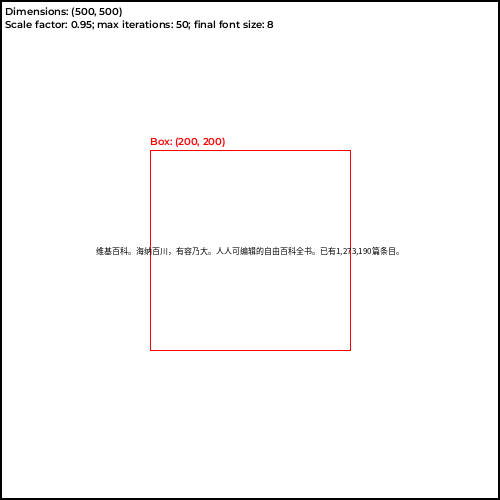 Dimensions: (500, 500)
Scale factor: 0.95; max iterations: 50; final font size: 8
Box: (200, 200)
维基百科。海纳百川，有容乃大。人人可编辑的自由百科全书。已有1,273,190篇条目。